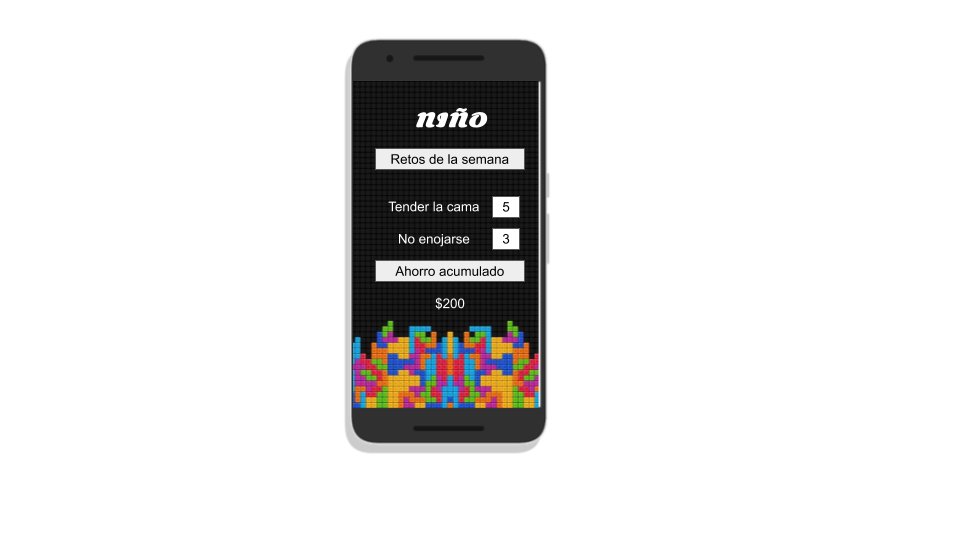 niño
Retos de la semana
Tender la cama 5
No enojarse 3
Ahorro acumulado
$200